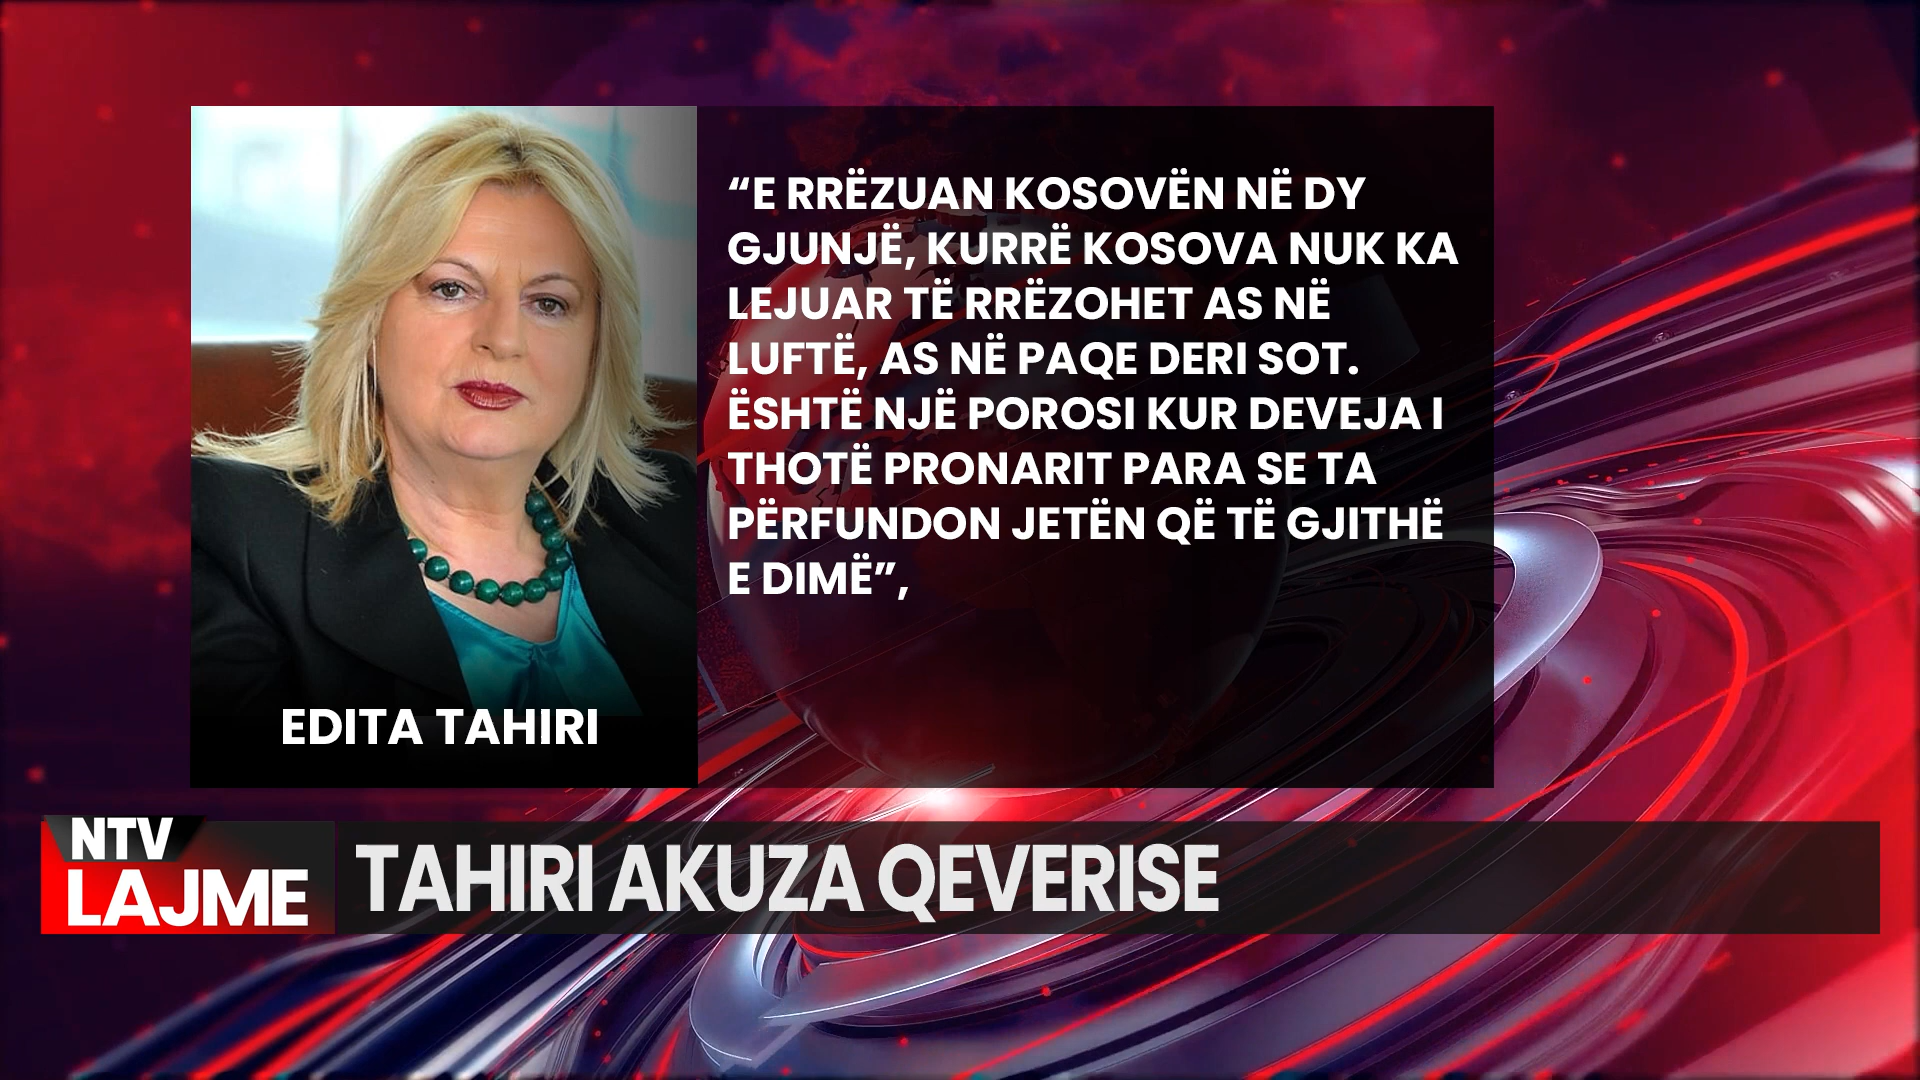 “E RRËZUAN KOSOVËN NË DY
GJUNJË, KURRË KOSOVA NUK KA
LEJUAR TË RRËZOHET AS NË
LUFTË, AS NË PAQE DERI SOT.
ËSHTË NJË POROSI KUR DEVEJA I
THOTË PRONARIT PARA SE TA
PËRFUNDON JETËN QË TË GJITHË
E DIMË”,
EDITA TAHIRI
NTV
LAJME
TAHIRI AKUZA QEVERISE